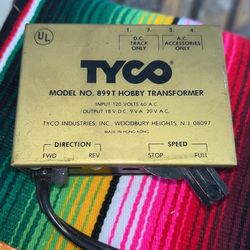 UL
1. 2. 3. 4.
D.C. TRACK ONLY
A.C. ACCESSORIES ONLY
TYCO
MODEL NO. 899T HOBBY TRANSFORMER
INPUT 120 VOLTS 60 A.C.
OUTPUT 18 V.D.C. 9 V.A. 20 V.A.C.
TYCO INDUSTRIES, INC., WOODBURY HEIGHTS, N.J. 08097
MADE IN HONG KONG
DIRECTION SPEED
FWD REV STOP FULL